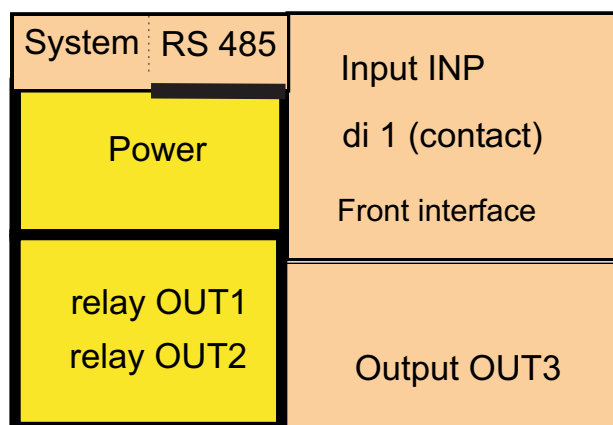 System RS 485
Power
relay OUT1
relay OUT2
Input INP
di 1 (contact)
Front interface
Output OUT3